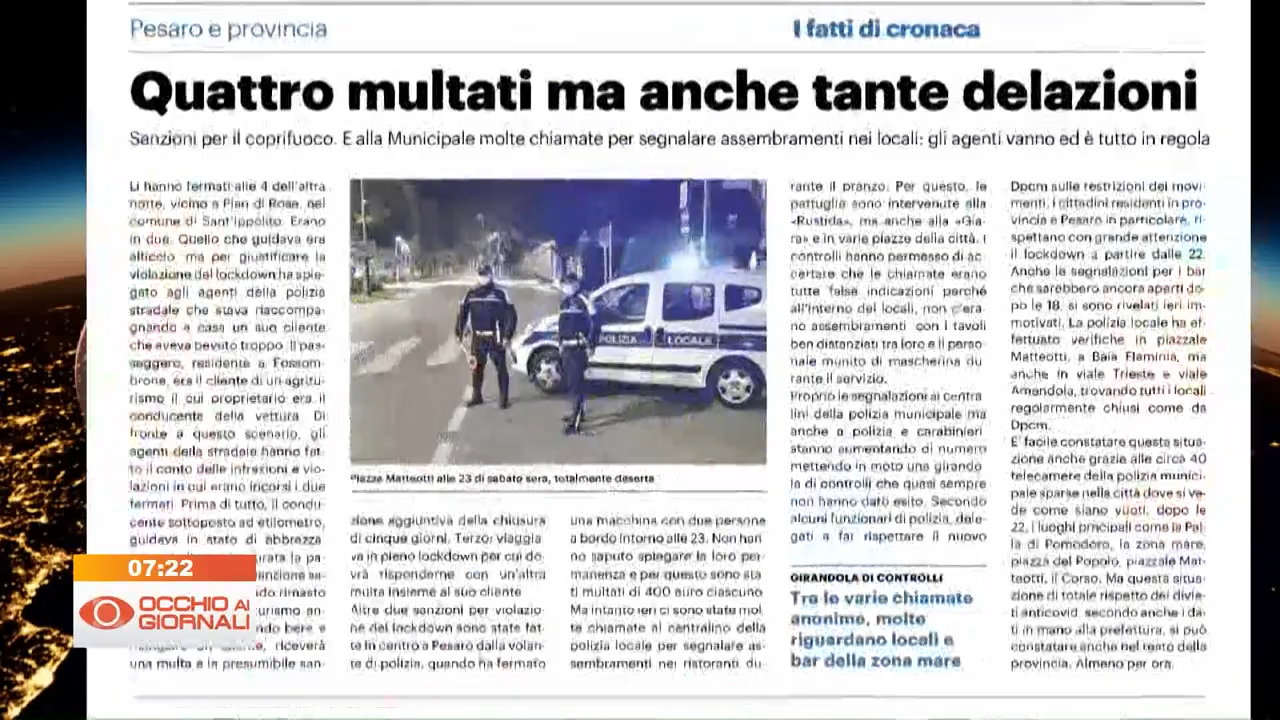 Pesaro e provincia
I fatti di cronaca
Quattro multati ma anche tante delazioni
Sanzioni per il coprifuoco. E alla Municipale molte chiamate per segnalare assembramenti nei locali: gli agenti vanno ed è tutto in regola
Li hanno fermati alle 4 dell'altra
notte, vicino a Pian di Rose, nel
comune di Sant'Ippolito. Erano
in due. Quello che guidava era
alticcio, ma per giustificare la
violazione del lockdown ha spie-
gato agli agenti della polizia
stradale che stava riaccompa-
gnando a casa un suo cliente
che aveva bevuto troppo. Il pas-
seggero, residente a Fossom-
brone, era il cliente di un agritu-
rismo il cui proprietario era il
conducente della vettura. Di
fronte a questo scenario, gli
agenti della stradale hanno fat-
to il conto delle infrazioni e vio-
lazioni in cui erano incorsi i due
fermati. Prima di tutto, il condu-
cente sottoposto ad etilometro,
guidava in stato di ebbrezza
urata la pa-
anzione sa-
do rimasto
urismo an-
ndo bere e
riceverà
una multa e in presumibile san-
Piazza Matteotti alle 23 di sabato sera, totalmente deserta
zione aggiuntiva della chiusura
di cinque giorni. Terzo: viaggia
va in pieno lockdown per cui do-
vrà risponderne con un'altra
multa insieme al suo cliente
Altre due sanzioni per violazio
ne del lockdown sono state fat-
te in centro a Pesaro dalla volan-
te di polizia, quando ha fermato
una macchina con due persone
a bordo intorno alle 23. Non han
no saputo spiegare la loro per-
manenza e per questo sono sta
ti multati di 400 euro ciascuno
Ma intanto ieri ci sono state mol
te chiamate al centralino della
polizia locale per segnalare as-
sembramenti nei ristoranti du-
rante il pranzo. Per questo, le
pattuglie sono intervenute alla
«Rustida», ma anche alla «Gia-
ra» e in varie piazze della città. I
controlli hanno permesso di ac-
certare che le chiamate erano
tutte false indicazioni perché
all'interno dei locali, non c'era-
no assembramenti con i tavoli
ben distanziati tra loro e il perso
nale munito di mascherina du
rante il servizio.
Proprio le segnalazioni ai centra
lini della polizia municipale ma
anche a polizia e carabinieri
stanno aumentando di numero
mettendo in moto una girando
la di controlli che quasi sempre
non hanno dato esito. Secondo
alcuni funzionari di polizia, dele-
gati a far rispettare il nuovo
GIRANDOLA DI CONTROLLI
Tra le varie chiamate
anonime, molte
riguardano locali e
bar della zona mare
Dpcm sulle restrizioni dei movi-
menti, i cittadini residenti in pro-
vincia e Pesaro in particolare, ri-
spettano con grande attenzione
il lockdown a partire dalle 22.
Anche le segnalazioni per i bar
che sarebbero ancora aperti do-
po le 18, si sono rivelati ieri im-
motivati. La polizia locale ha ef-
fettuato verifiche in piazzale
Matteotti, a Baia Flaminia, ma
anche in viale Trieste e viale
Amendola, trovando tutti i locali
regolarmente chiusi come da
Dpcm.
E' facile constatare questa situa-
zione anche grazie alle circa 40
telecamere della polizia munici-
pale sparse nella città dove si ve-
de come siano vuoti, dopo le
22, i luoghi principali come la Pal-
la di Pomodoro, la zona mare,
piazza del Popolo, piazzale Mat-
teotti, il Corso. Ma questa situa-
zione di totale rispetto dei divie-
ti anticovid secondo anche i da-
ti in mano alla prefettura, si può
constatare anche nel resto della
provincia. Almeno per ora.
POLIZIA LOCALE
07:22
OCCHIO AI
GIORNALI